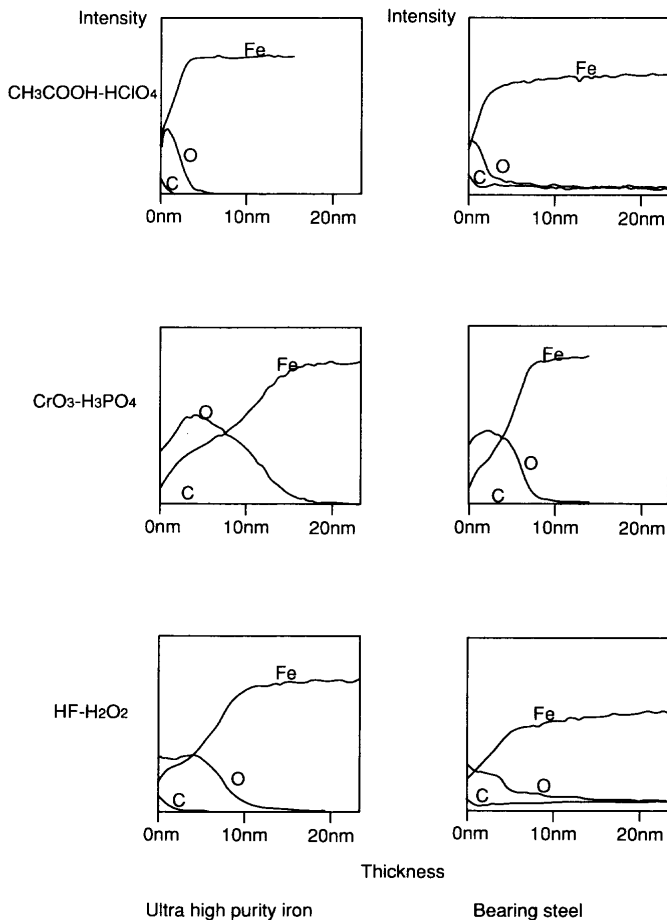 Intensity
Intensity
CH3COOH-HClO4
Fe
O
C
0nm 10nm 20nm
Fe
O
C
0nm 10nm 20nm
CrO3-H3PO4
Fe
O
C
0nm 10nm 20nm
Fe
O
C
0nm 10nm 20nm
HF-H2O2
Fe
O
C
0nm 10nm 20nm
Fe
O
C
0nm 10nm 20nm
Thickness
Ultra high purity iron
Bearing steel